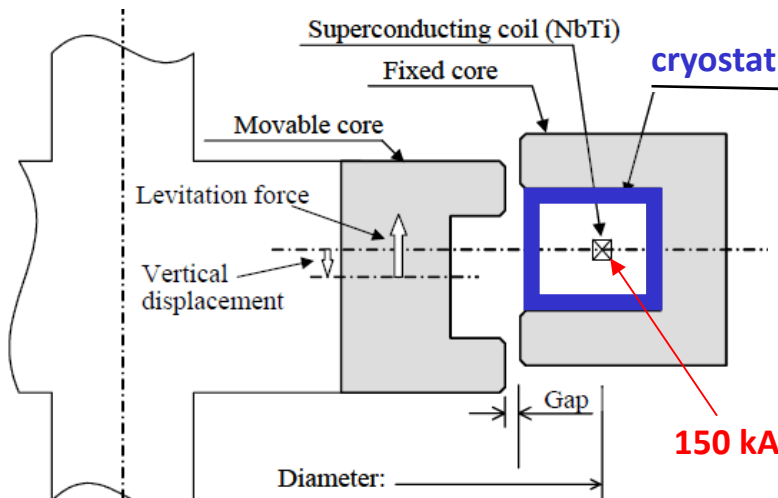 Superconducting coil (NbTi)
cryostat
Fixed core
Movable core
Levitation force
Vertical
displacement
Gap
150 kA
Diameter: